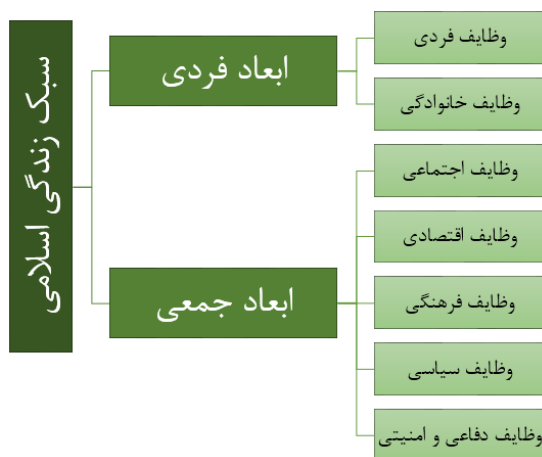 سبک زندگی اسلامی
ابعاد فردی
وظایف فردی
وظایف خانوادگی
ابعاد جمعی
وظایف اجتماعی
وظایف اقتصادی
وظایف فرهنگی
وظایف سیاسی
وظایف دفاعی و امنیتی